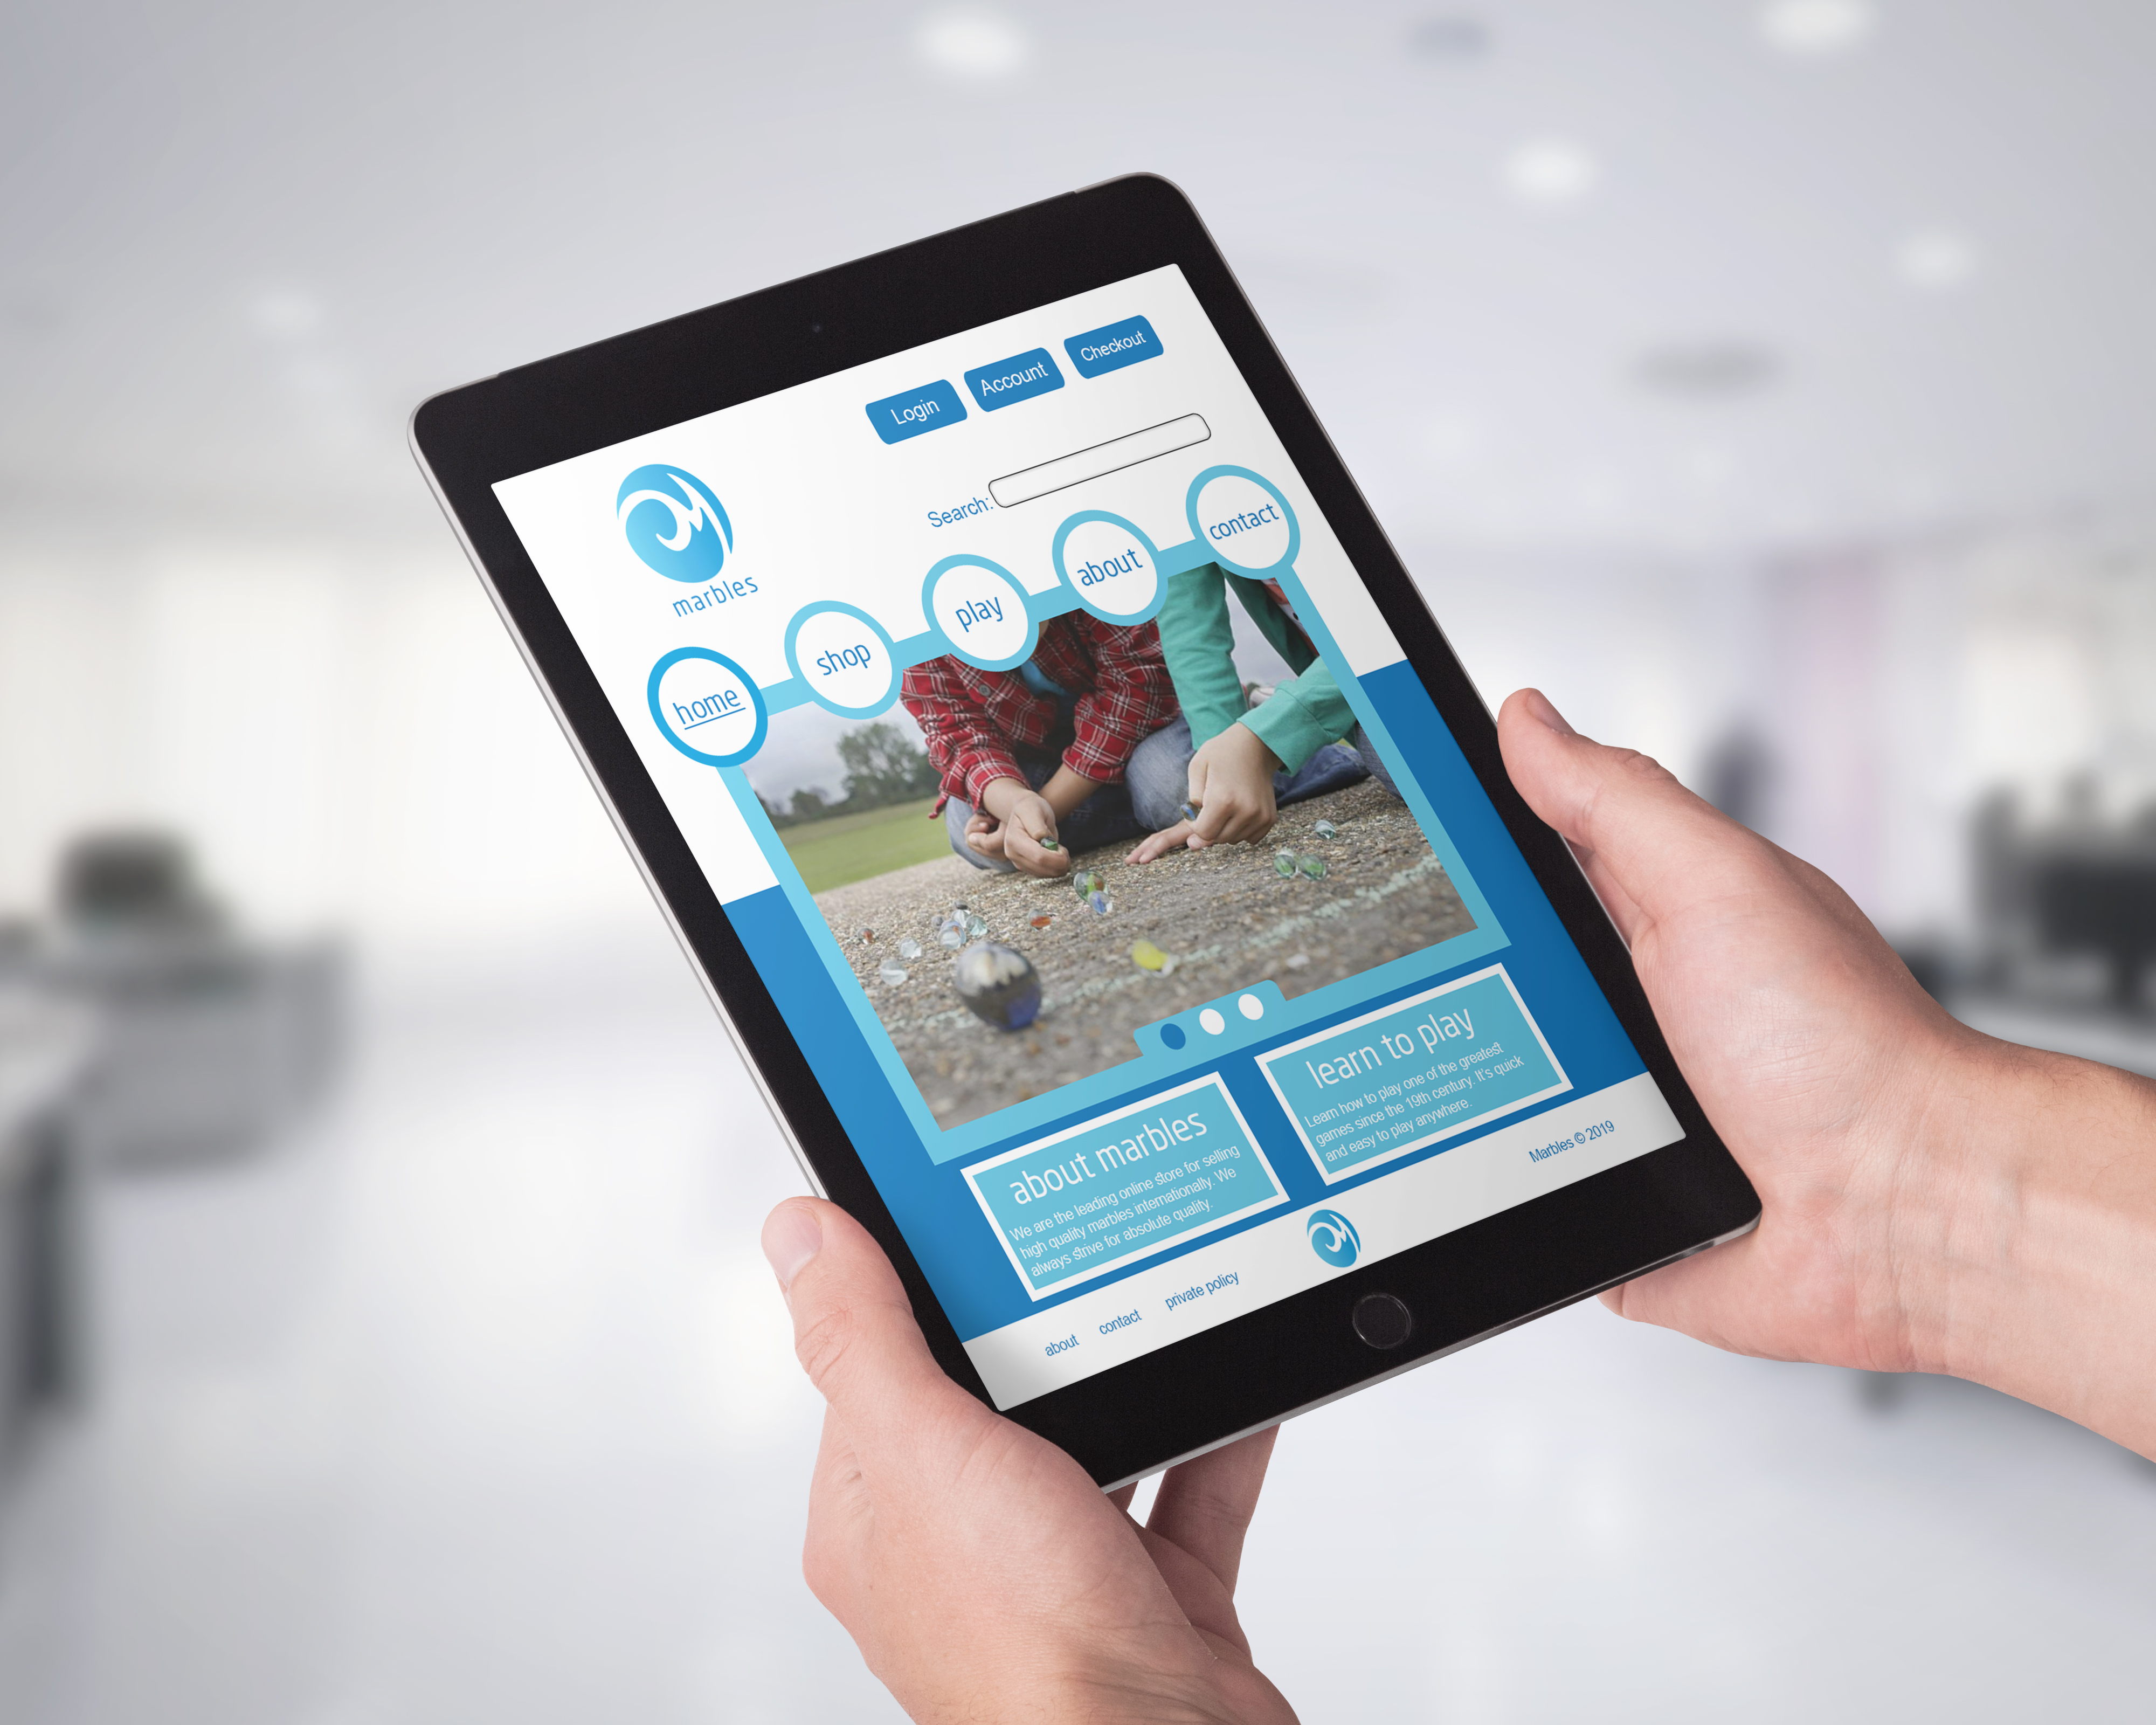 Login
Account
Checkout
Search:
marbles
home
shop
play
about
contact
about marbles
We are the leading online store for selling
high quality marbles internationally. We
always strive for absolute quality.
learn to play
Learn how to play one of the greatest
games since the 19th century. It's quick
and easy to play anywhere.
about
contact
private policy
Marbles © 2019